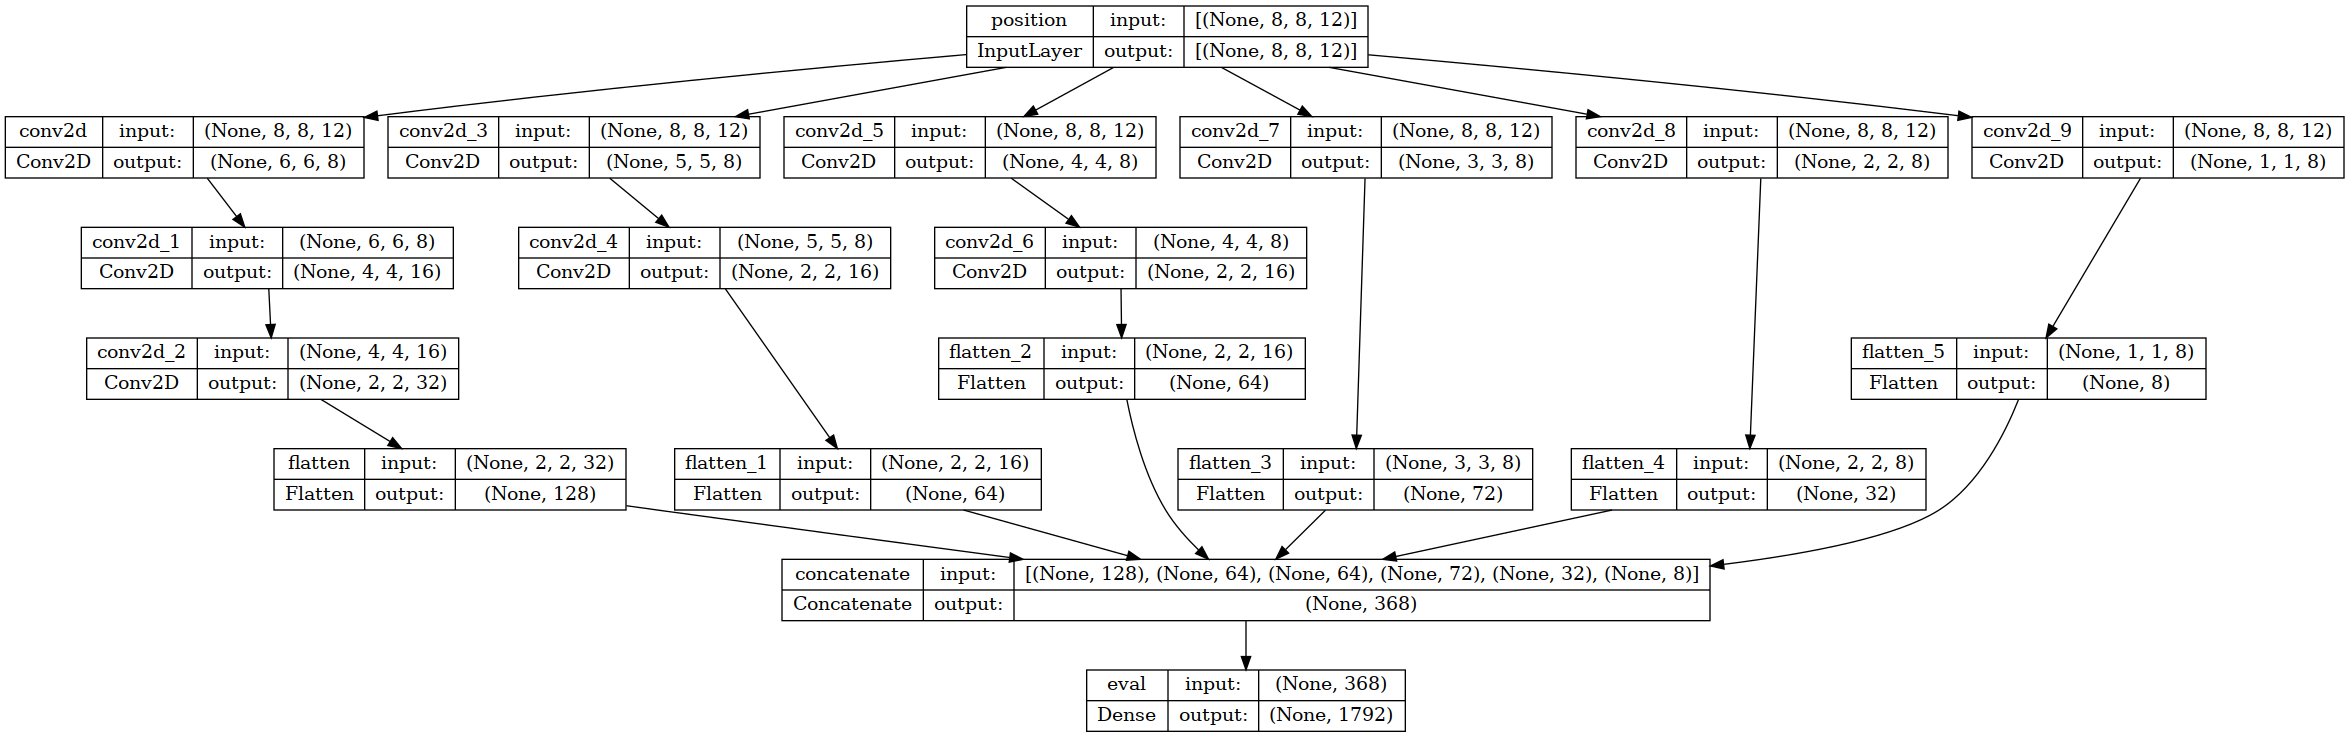 position input: [(None, 8, 8, 12)]
InputLayer output: [(None, 8, 8, 12)]
conv2d input: (None, 8, 8, 12)
Conv2D output: (None, 6, 6, 8)
conv2d_3 input: (None, 8, 8, 12)
Conv2D output: (None, 5, 5, 8)
conv2d_5 input: (None, 8, 8, 12)
Conv2D output: (None, 4, 4, 8)
conv2d_7 input: (None, 8, 8, 12)
Conv2D output: (None, 3, 3, 8)
conv2d_8 input: (None, 8, 8, 12)
Conv2D output: (None, 2, 2, 8)
conv2d_9 input: (None, 8, 8, 12)
Conv2D output: (None, 1, 1, 8)
conv2d_1 input: (None, 6, 6, 8)
Conv2D output: (None, 4, 4, 16)
conv2d_4 input: (None, 5, 5, 8)
Conv2D output: (None, 2, 2, 16)
conv2d_6 input: (None, 4, 4, 8)
Conv2D output: (None, 2, 2, 16)
conv2d_2 input: (None, 4, 4, 16)
Conv2D output: (None, 2, 2, 32)
flatten_2 input: (None, 2, 2, 16)
Flatten output: (None, 64)
flatten_5 input: (None, 1, 1, 8)
Flatten output: (None, 8)
flatten input: (None, 2, 2, 32)
Flatten output: (None, 128)
flatten_1 input: (None, 2, 2, 16)
Flatten output: (None, 64)
flatten_3 input: (None, 3, 3, 8)
Flatten output: (None, 72)
flatten_4 input: (None, 2, 2, 8)
Flatten output: (None, 32)
concatenate input: [(None, 128), (None, 64), (None, 64), (None, 72), (None, 32), (None, 8)]
Concatenate output: (None, 368)
eval input: (None, 368)
Dense output: (None, 1792)